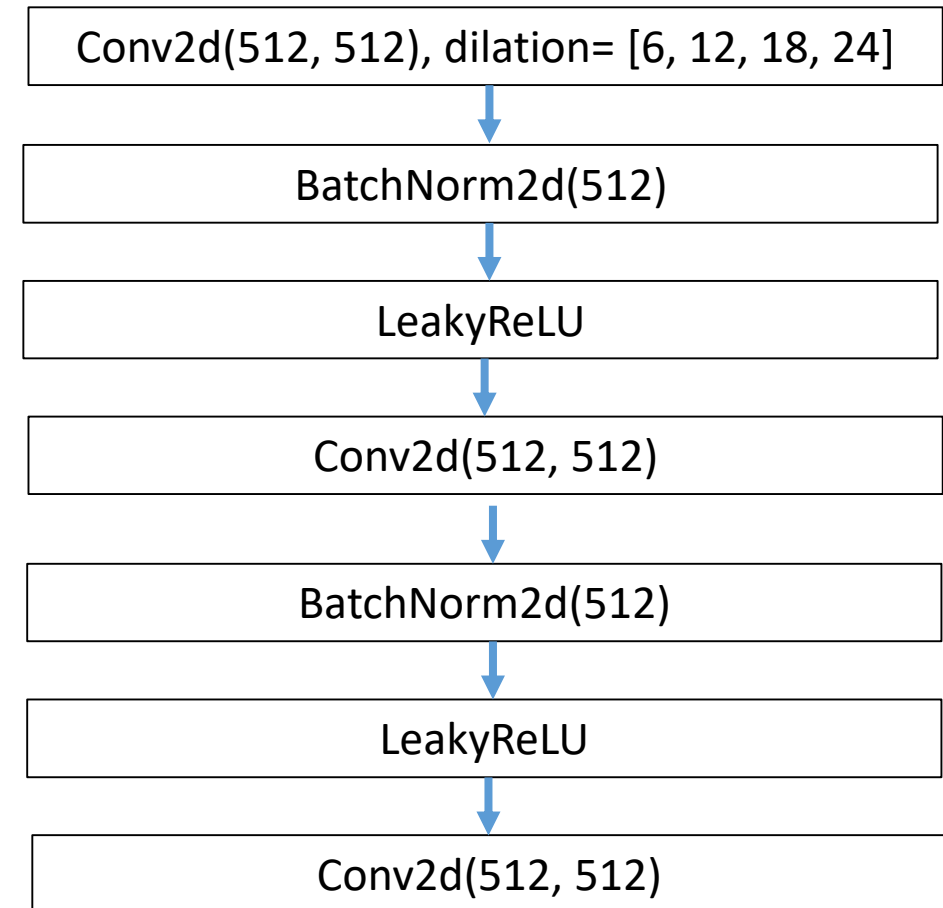 Conv2d(512, 512), dilation= [6, 12, 18, 24]
BatchNorm2d(512)
LeakyReLU
Conv2d(512, 512)
BatchNorm2d(512)
LeakyReLU
Conv2d(512, 512)